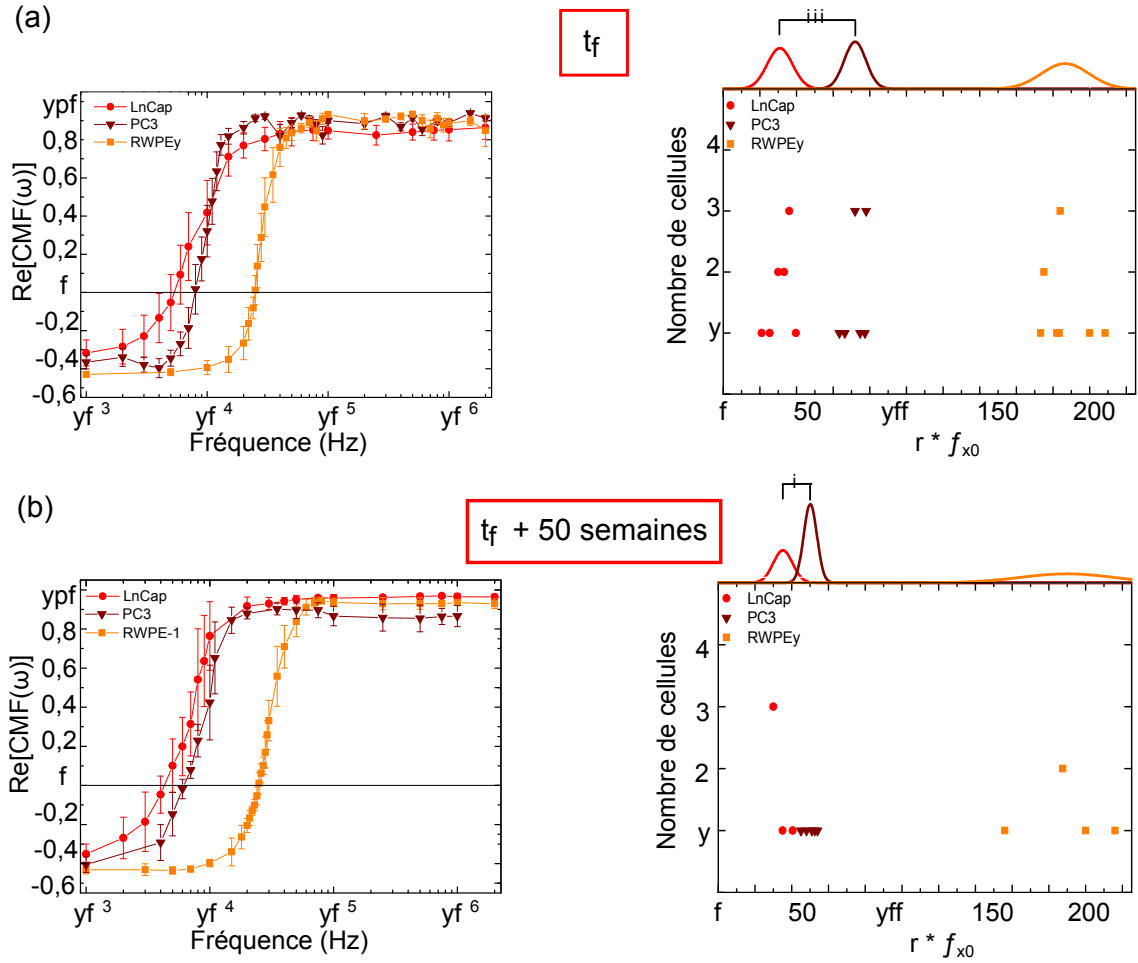 (a)
t_f
iii
Re[CMF(ω)]
ypf
0,8
0,6
0,4
0,2
f
-0,2
-0,4
-0,6
LnCap
PC3
RWPEy
yf ³ yf ⁴ yf ⁵ yf ⁶
Fréquence (Hz)
Nombre de cellules
4
3
2
y
LnCap
PC3
RWPEy
f 50 yff 150 200
r * f_x0
(b)
t_f + 50 semaines
i
Re[CMF(ω)]
ypf
0,8
0,6
0,4
0,2
f
-0,2
-0,4
-0,6
LnCap
PC3
RWPE-1
yf ³ yf ⁴ yf ⁵ yf ⁶
Fréquence (Hz)
Nombre de cellules
4
3
2
y
LnCap
PC3
RWPEy
f 50 yff 150 200
r * f_x0